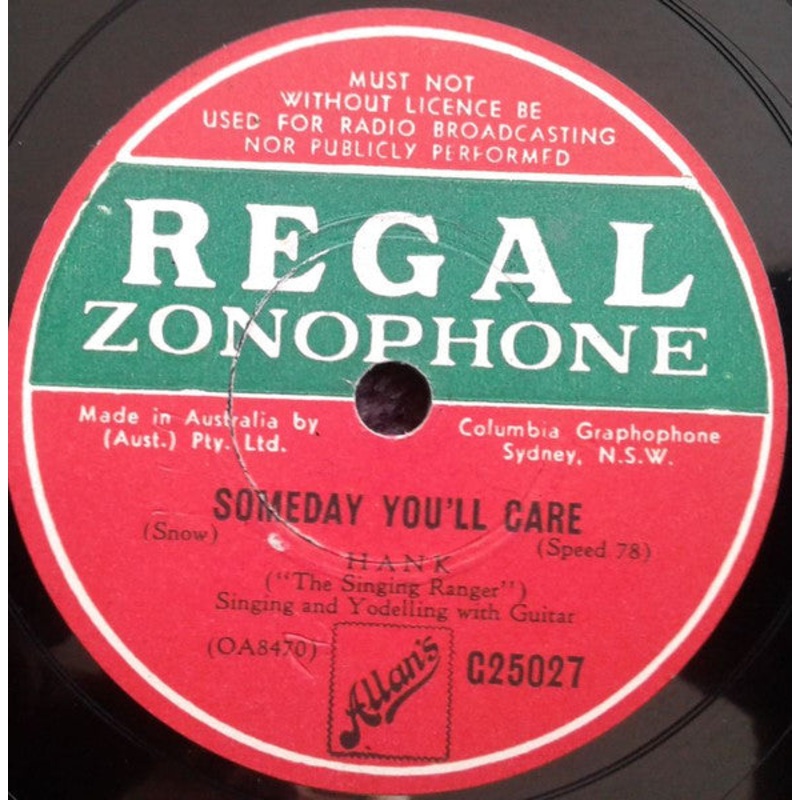 MUST NOT
WITHOUT LICENCE BE
USED FOR RADIO BROADCASTING
NOR PUBLICLY PERFORMED
REGAL
ZONOPHONE
Made in Australia by Columbia Graphophone
(Aust.) Pty. Ltd. Sydney, N.S.W.
SOMEDAY YOU'LL CARE
(Snow) (Speed 78)
HANK
("The Singing Ranger")
Singing and Yodelling with Guitar
(OA8470) Allan's G25027